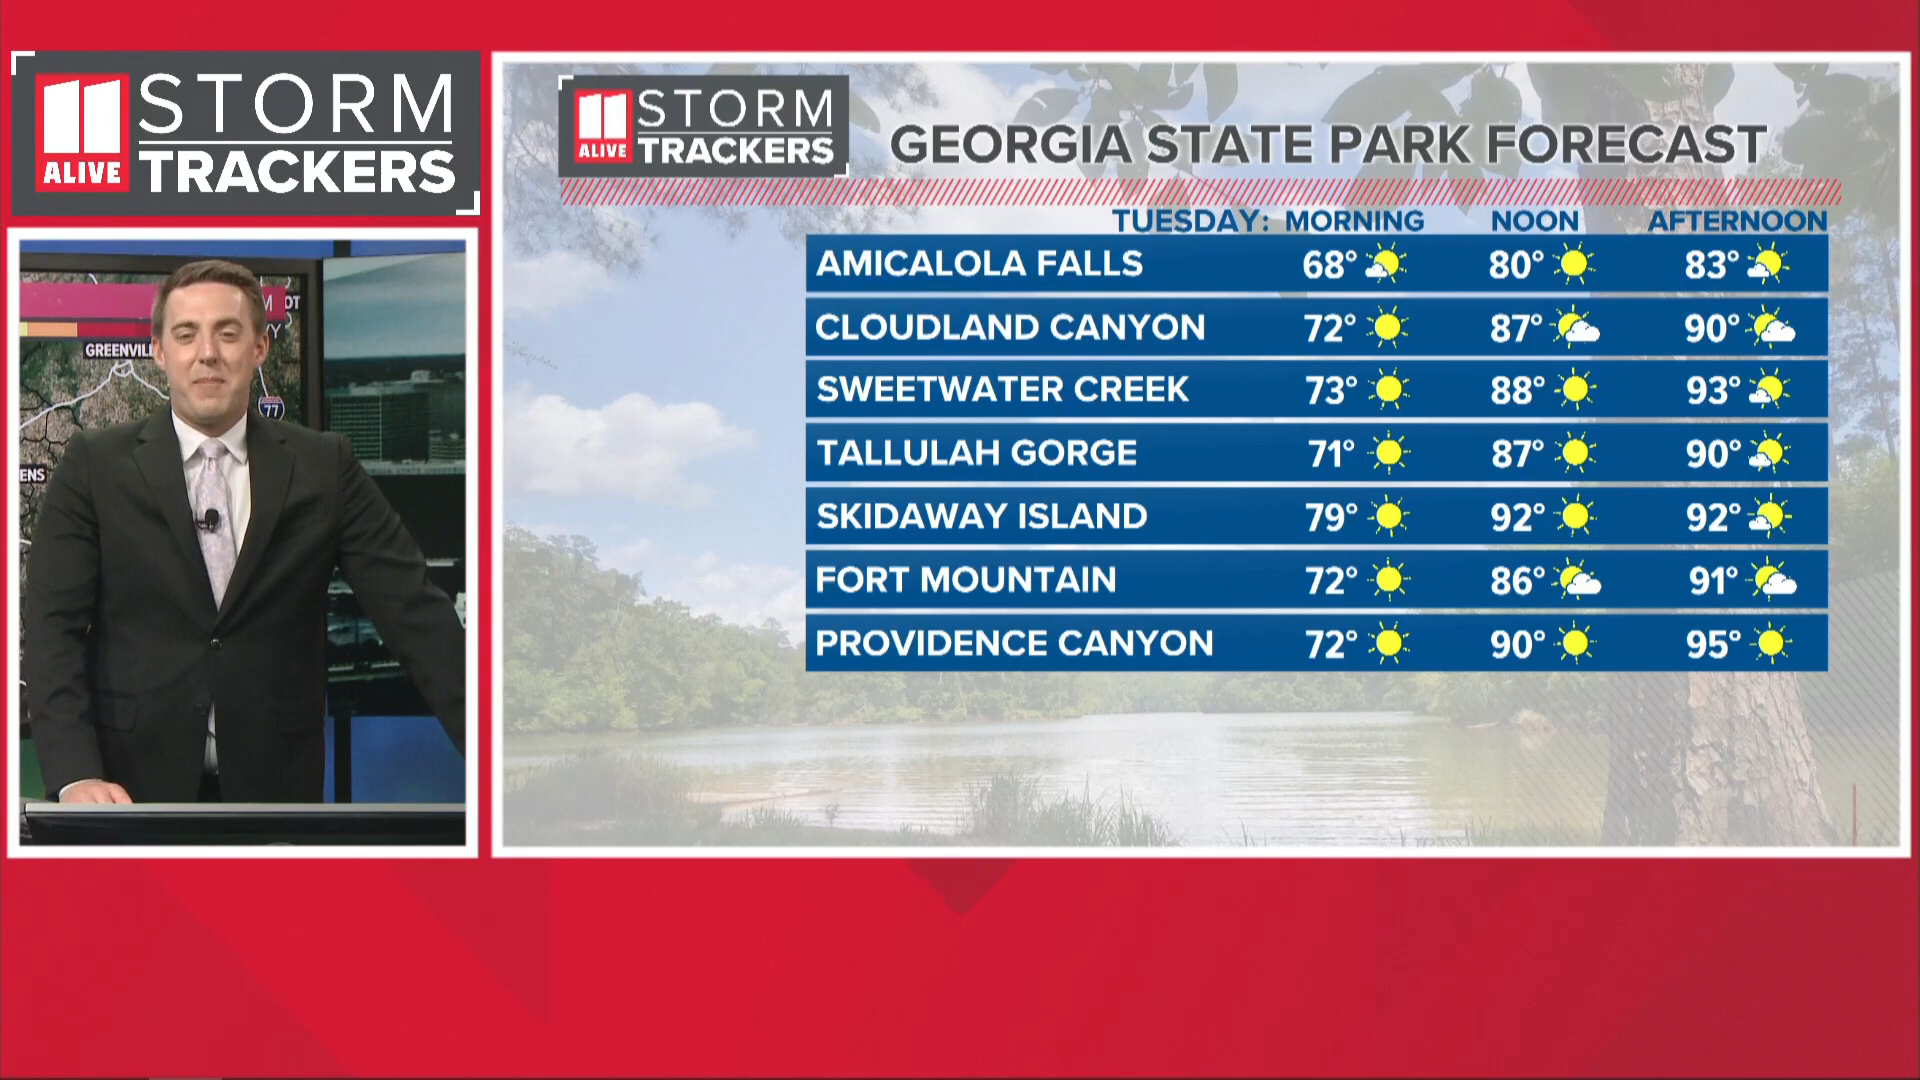 11
ALIVE
STORM
TRACKERS
GREENVIL
77
ENS
11
ALIVE
STORM
TRACKERS
GEORGIA STATE PARK FORECAST
TUESDAY: MORNING NOON AFTERNOON
AMICALOLA FALLS 68° 80° 83°
CLOUDLAND CANYON 72° 87° 90°
SWEETWATER CREEK 73° 88° 93°
TALLULAH GORGE 71° 87° 90°
SKIDAWAY ISLAND 79° 92° 92°
FORT MOUNTAIN 72° 86° 91°
PROVIDENCE CANYON 72° 90° 95°